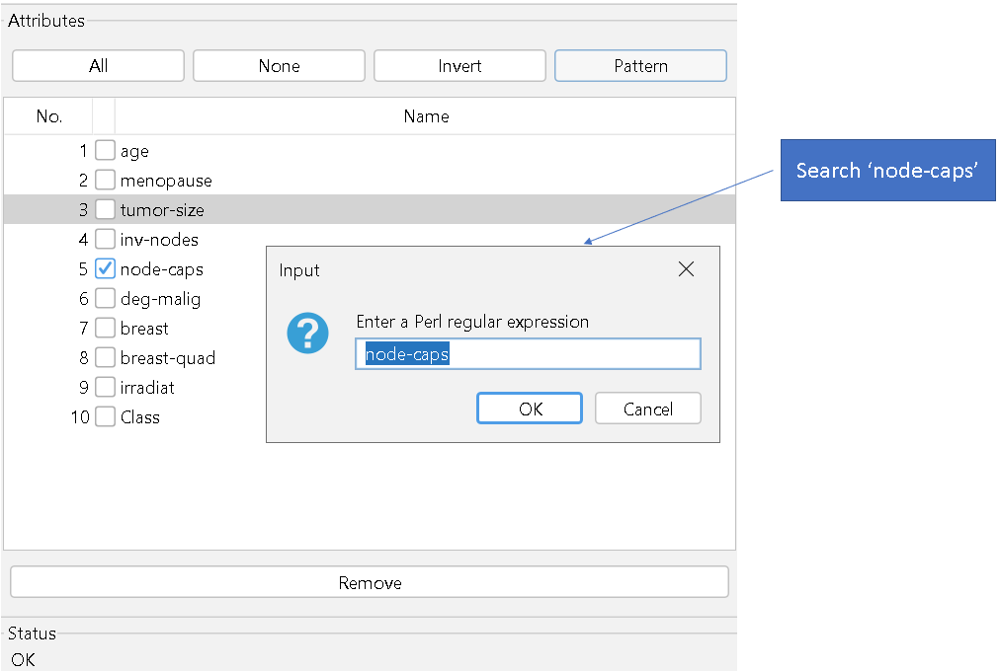 Attributes
All None Invert Pattern
No. Name
1 age
2 menopause
3 tumor-size
4 inv-nodes
5 node-caps
6 deg-malig
7 breast
8 breast-quad
9 irradiat
10 Class
Search ‘node-caps’
Input
Enter a Perl regular expression
node-caps
OK Cancel
Remove
Status
OK